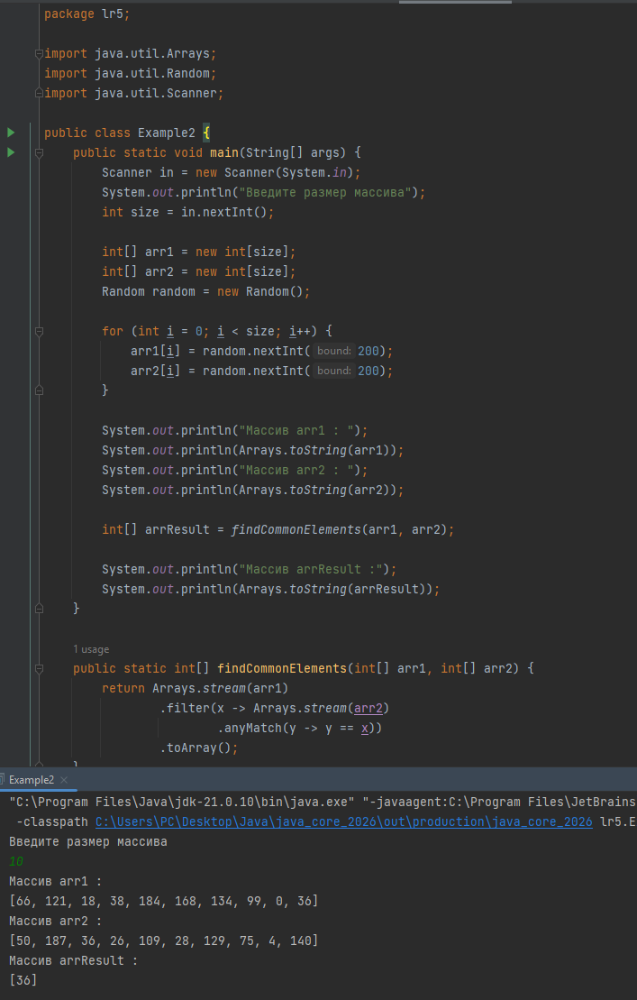 package lr5;
import java.util.Arrays;
import java.util.Random;
import java.util.Scanner;
public class Example2 {
public static void main(String[] args) {
Scanner in = new Scanner(System.in);
System.out.println("Введите размер массива");
int size = in.nextInt();
int[] arr1 = new int[size];
int[] arr2 = new int[size];
Random random = new Random();
for (int i = 0; i < size; i++) {
arr1[i] = random.nextInt( bound: 200);
arr2[i] = random.nextInt( bound: 200);
}
System.out.println("Массив arr1 : ");
System.out.println(Arrays.toString(arr1));
System.out.println("Массив arr2 : ");
System.out.println(Arrays.toString(arr2));
int[] arrResult = findCommonElements(arr1, arr2);
System.out.println("Массив arrResult :");
System.out.println(Arrays.toString(arrResult));
}
1 usage
public static int[] findCommonElements(int[] arr1, int[] arr2) {
return Arrays.stream(arr1)
.filter(x -> Arrays.stream(arr2)
.anyMatch(y -> y == x))
.toArray();
}
Example2 ×
"C:\Program Files\Java\jdk-21.0.10\bin\java.exe" "-javaagent:C:\Program Files\JetBrains
-classpath C:\Users\PC\Desktop\Java\java_core_2026\out\production\java_core_2026 lr5.E
Введите размер массива
10
Массив arr1 :
[66, 121, 18, 38, 184, 168, 134, 99, 0, 36]
Массив arr2 :
[50, 187, 36, 26, 109, 28, 129, 75, 4, 140]
Массив arrResult :
[36]